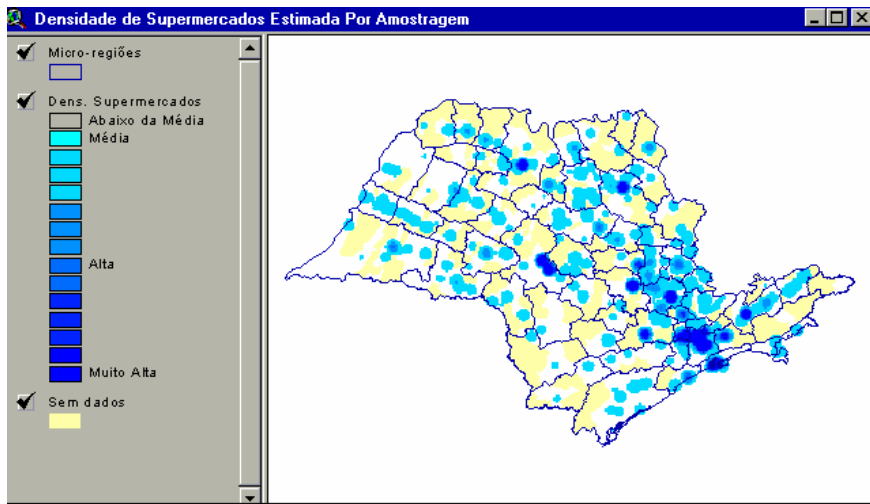 Densidade de Supermercados Estimada Por Amostragem
Micro-regiões
Dens. Supermercados
Abaixo da Média
Média
Alta
Muito Alta
Sem dados